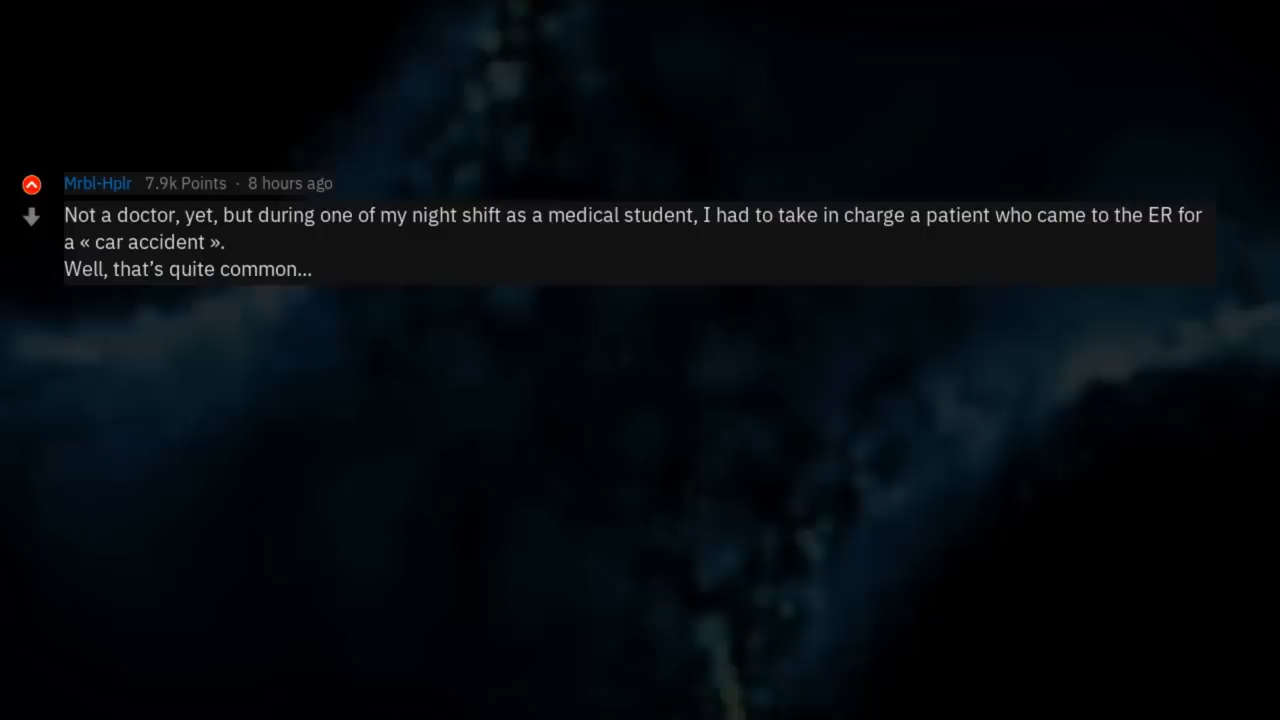 Mrbl-Hplr 7.9k Points · 8 hours ago
Not a doctor, yet, but during one of my night shift as a medical student, I had to take in charge a patient who came to the ER for
a « car accident ».
Well, that’s quite common...